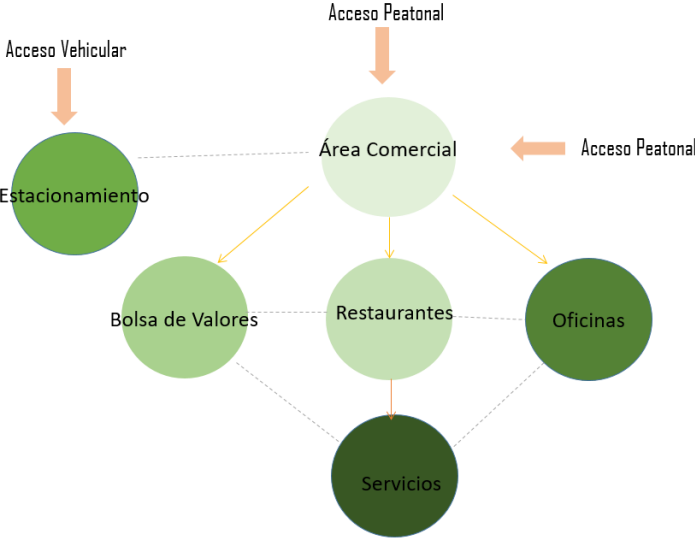 Acceso Peatonal
Acceso Vehicular
Área Comercial
Acceso Peatonal
Estacionamiento
Bolsa de Valores
Restaurantes
Oficinas
Servicios